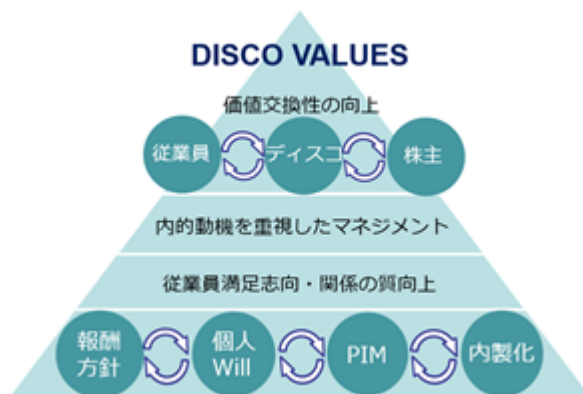 DISCO VALUES
価値交換性の向上
従業員 ディスコ 株主
内的動機を重視したマネジメント
従業員満足志向・関係の質向上
報酬
方針
個人
Will
PIM
内製化